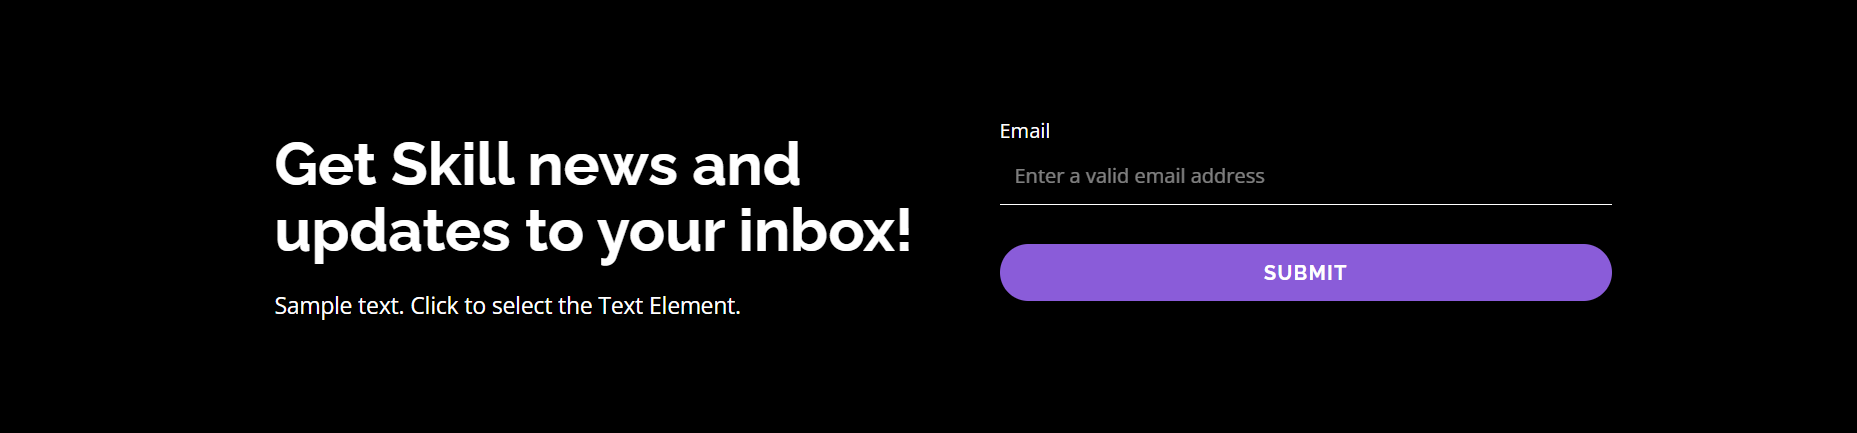 Get Skill news and
updates to your inbox!
Sample text. Click to select the Text Element.
Email
Enter a valid email address
SUBMIT